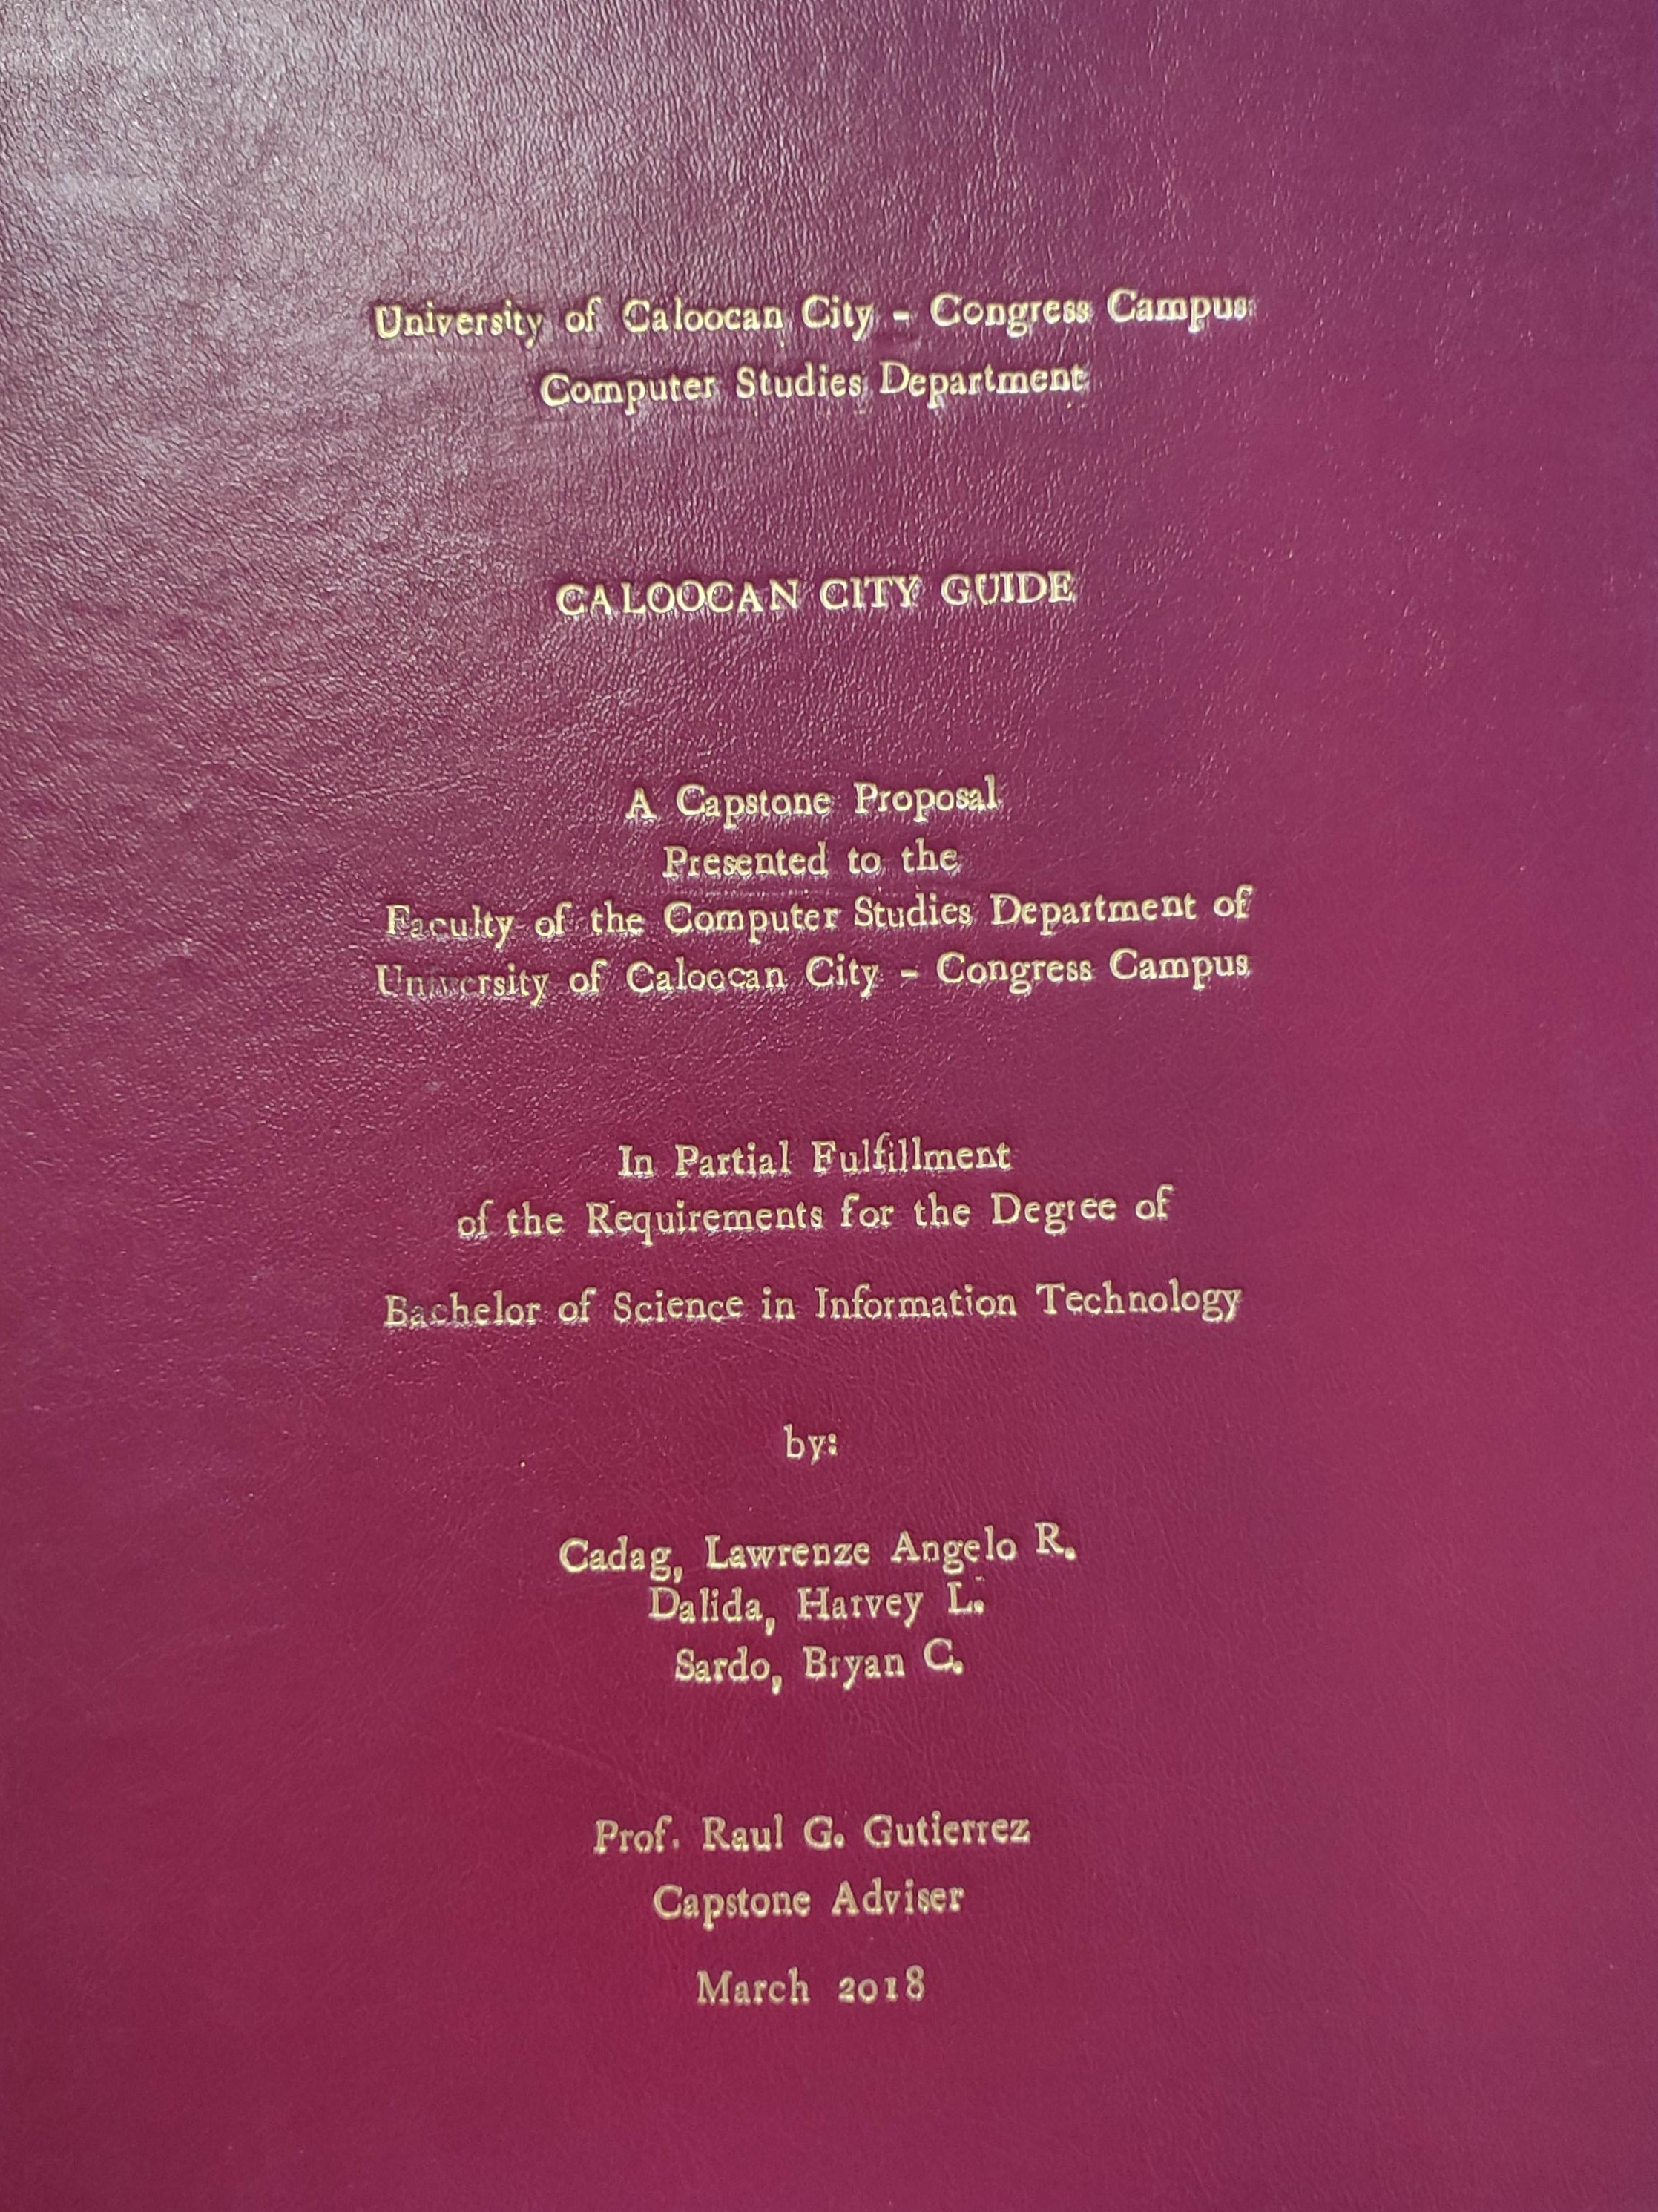 University of Caloocan City - Congress Campus
Computer Studies Department
CALOOCAN CITY GUIDE
A Capstone Proposal
Presented to the
Faculty of the Computer Studies Department of
University of Caloocan City - Congress Campus
In Partial Fulfillment
of the Requirements for the Degree of
Bachelor of Science in Information Technology
by:
Cadag, Lawrenze Angelo R.
Dalida, Harvey L.
Sardo, Bryan C.
Prof. Raul G. Gutierrez
Capstone Adviser
March 2018